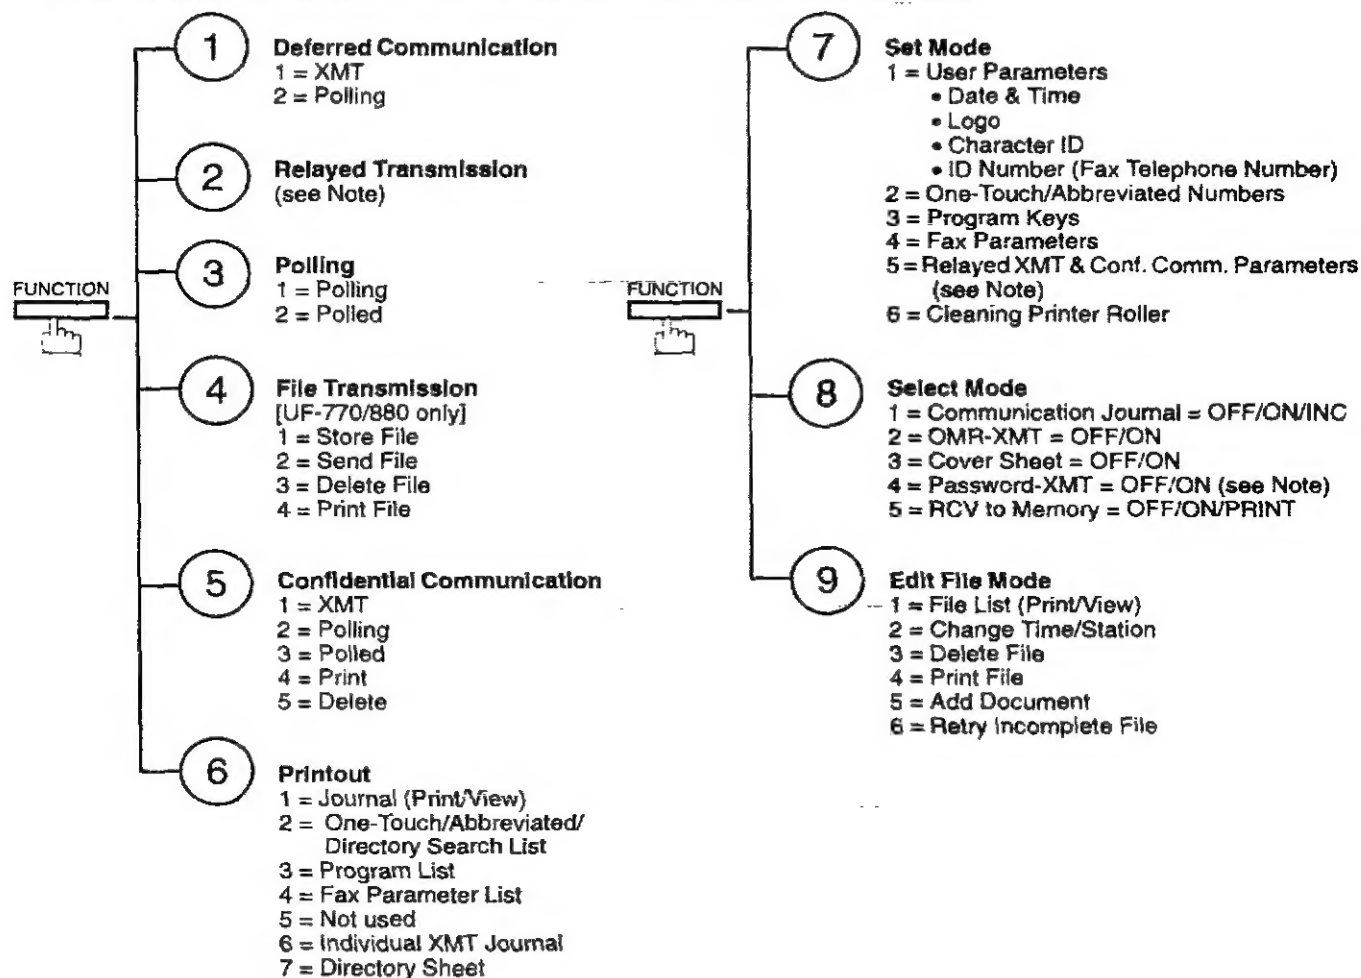 FUNCTION
1
Deferred Communication
1 = XMT
2 = Polling
2
Relayed Transmission
(see Note)
3
Polling
1 = Polling
2 = Polled
4
File Transmission
[UF-770/880 only]
1 = Store File
2 = Send File
3 = Delete File
4 = Print File
5
Confidential Communication
1 = XMT
2 = Polling
3 = Polled
4 = Print
5 = Delete
6
Printout
1 = Journal (Print/View)
2 = One-Touch/Abbreviated/
Directory Search List
3 = Program List
4 = Fax Parameter List
5 = Not used
6 = Individual XMT Journal
7 = Directory Sheet
FUNCTION
7
Set Mode
1 = User Parameters
• Date & Time
• Logo
• Character ID
• ID Number (Fax Telephone Number)
2 = One-Touch/Abbreviated Numbers
3 = Program Keys
4 = Fax Parameters
5 = Relayed XMT & Conf. Comm. Parameters
(see Note)
6 = Cleaning Printer Roller
8
Select Mode
1 = Communication Journal = OFF/ON/INC
2 = OMR-XMT = OFF/ON
3 = Cover Sheet = OFF/ON
4 = Password-XMT = OFF/ON (see Note)
5 = RCV to Memory = OFF/ON/PRINT
9
Edit File Mode
1 = File List (Print/View)
2 = Change Time/Station
3 = Delete File
4 = Print File
5 = Add Document
6 = Retry Incomplete File